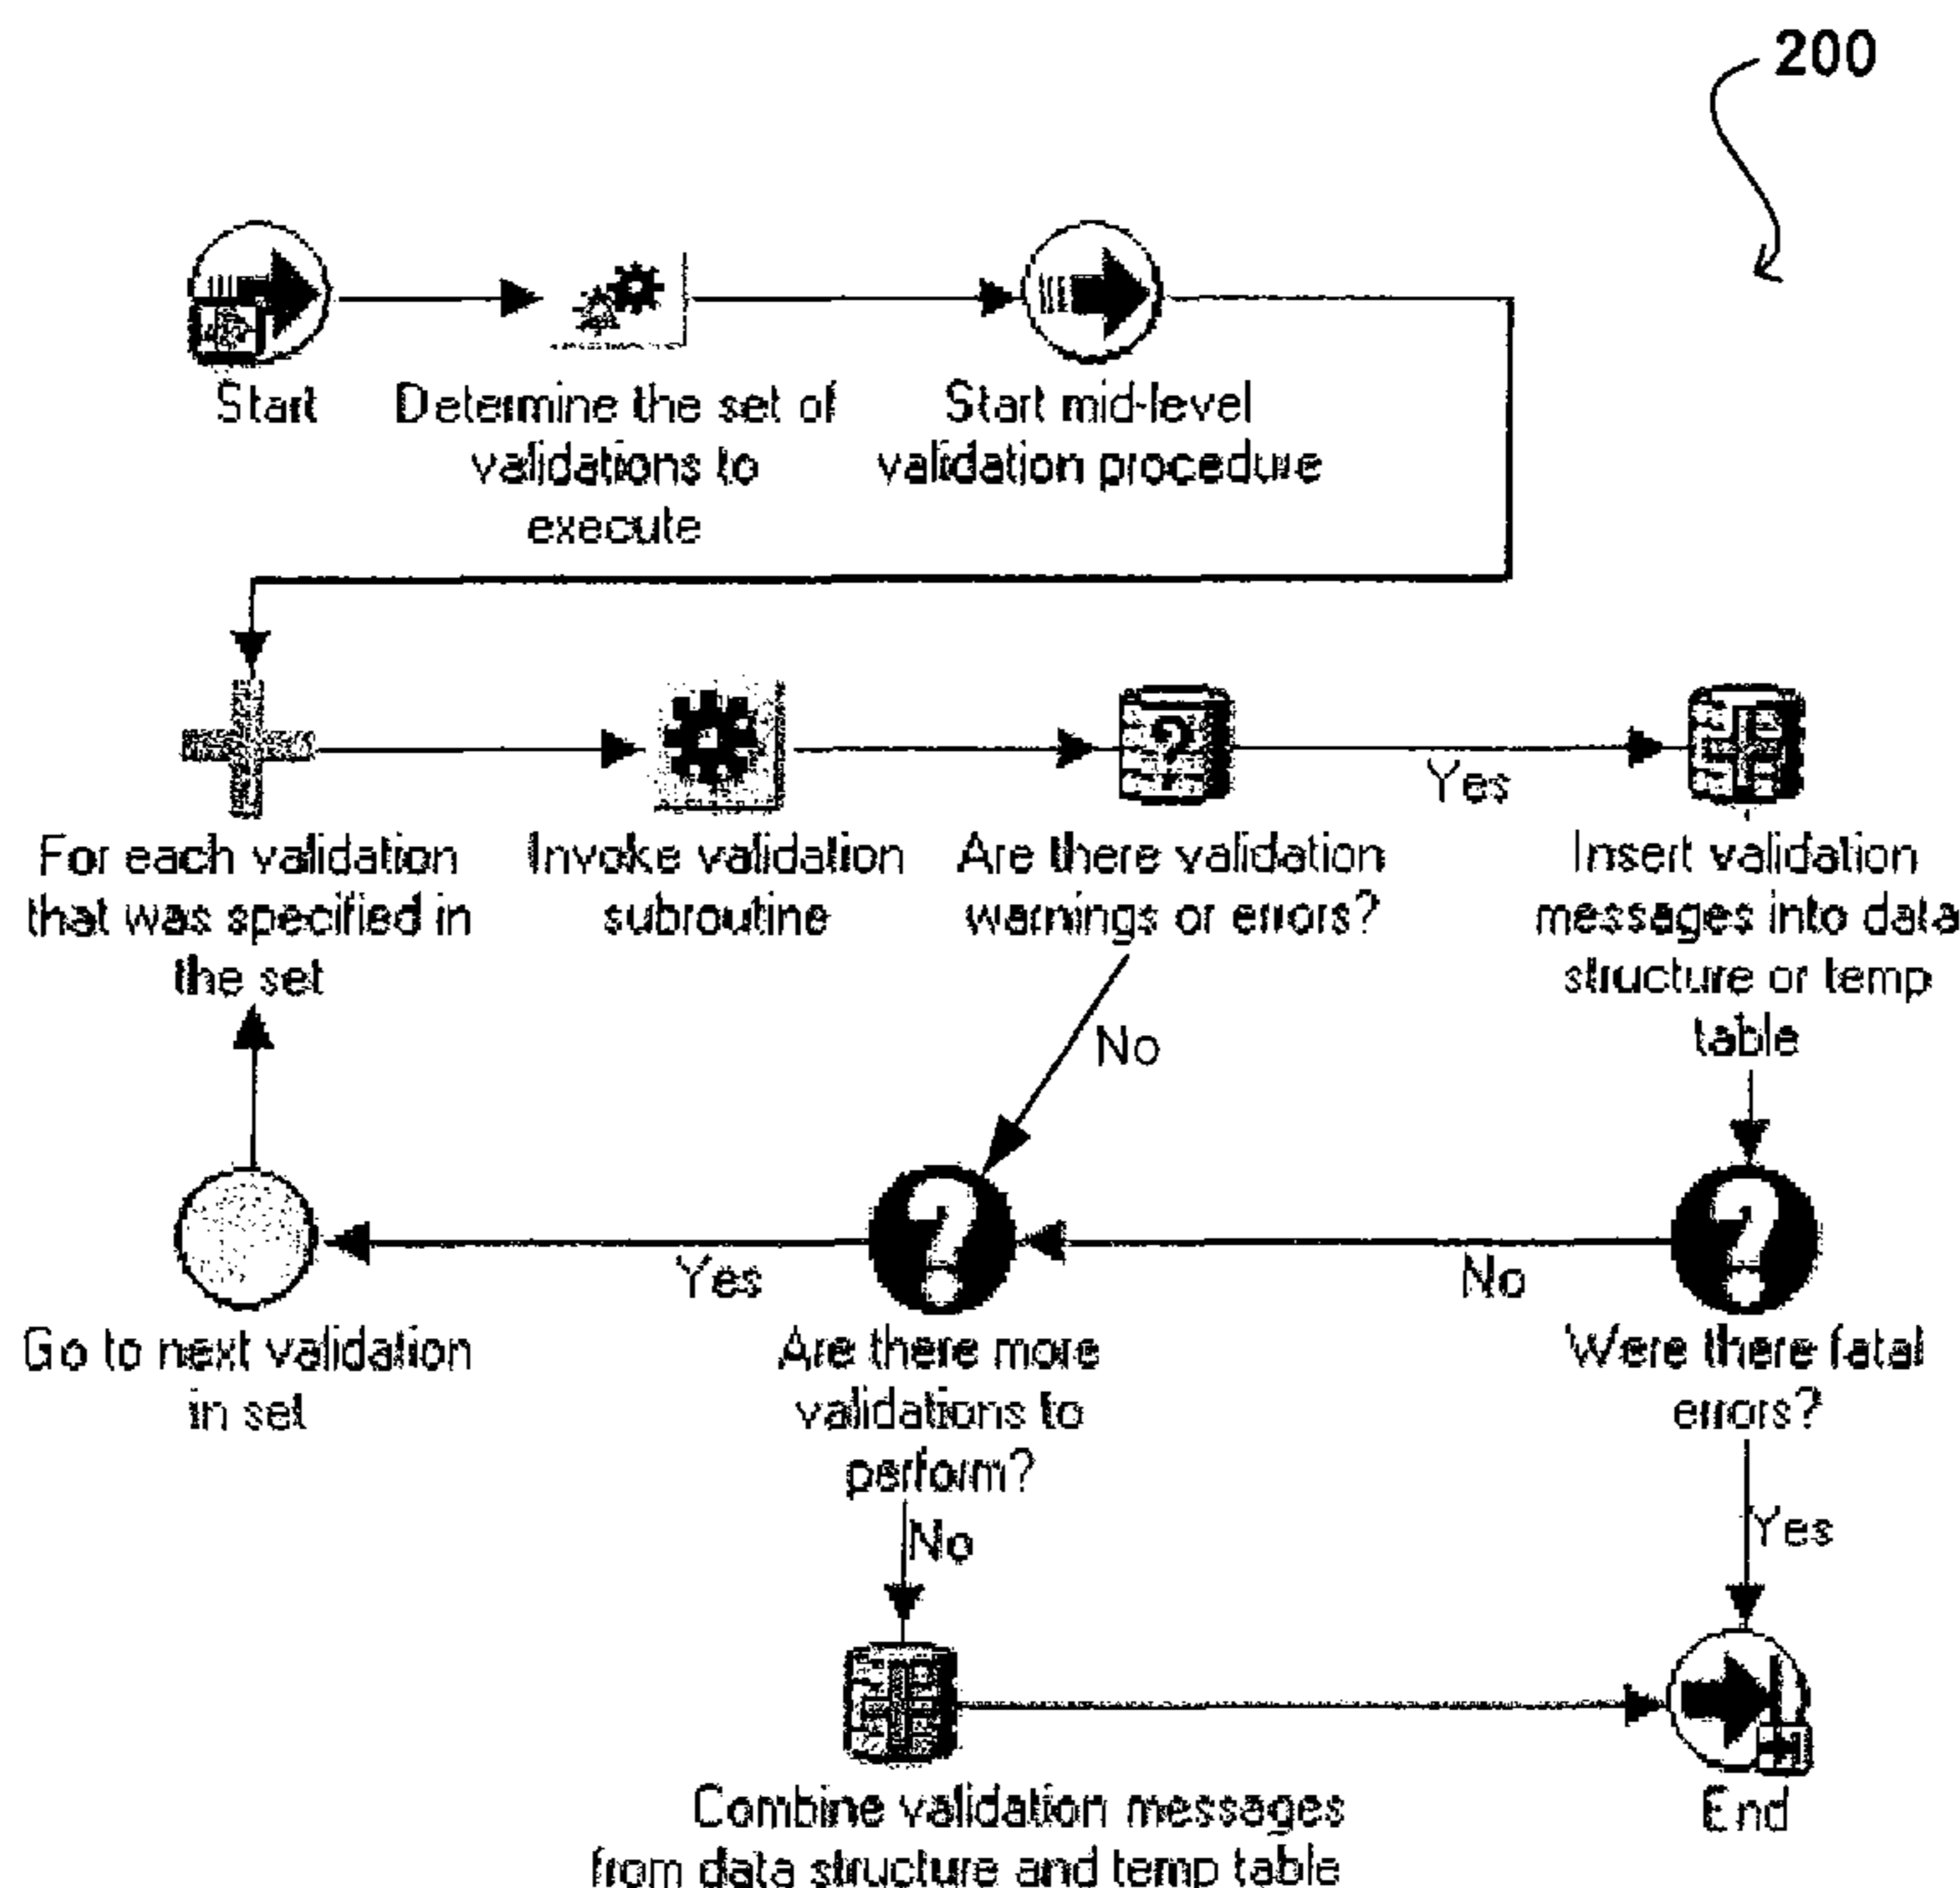 200
Start
Determine the set of
validations to
execute
Start mid-level
validation procedure
For each validation
that was specified in
the set
Invoke validation
subroutine
Are there validation
warnings or errors?
Yes
Insert validation
messages into data
structure or temp
table
No
Go to next validation
in set
Yes
Are there more
validations to
perform?
No
Were there fatal
errors?
No
Yes
Combine validation messages
from data structure and temp table
End